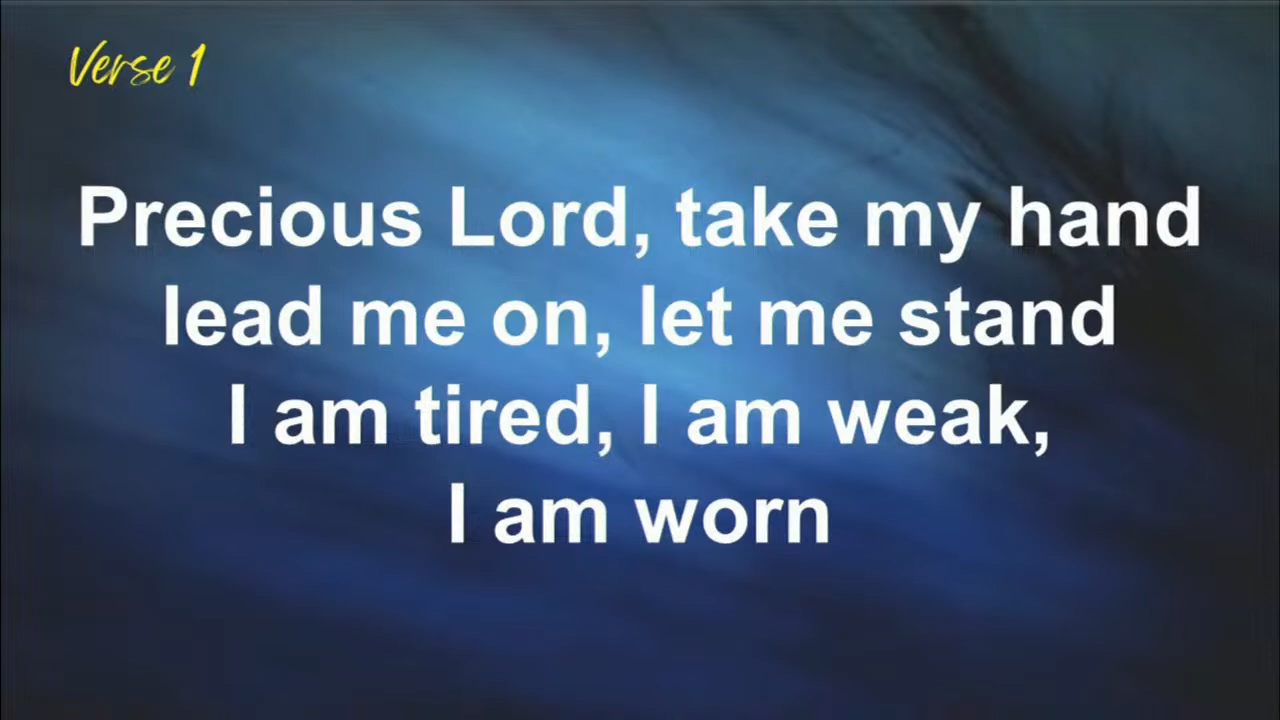 Verse 1
Precious Lord, take my hand
lead me on, let me stand
I am tired, I am weak,
I am worn